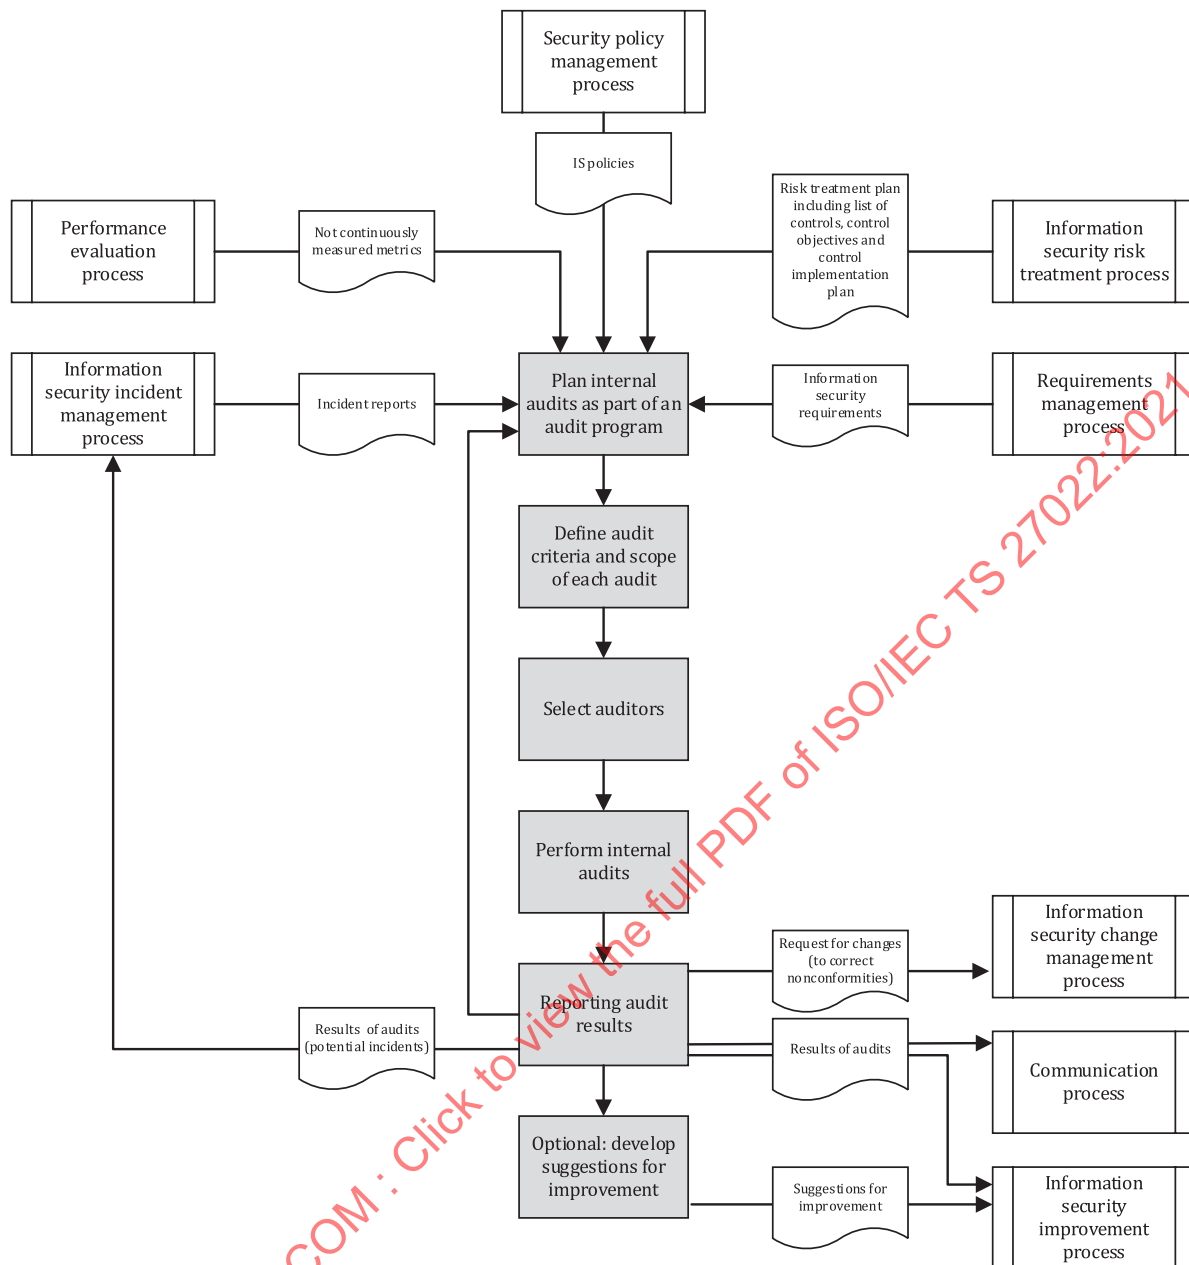 Security policy
management
process
IS policies
Performance
evaluation
process
Not continuously
measured metrics
Risk treatment plan
including list of
controls, control
objectives and
control
implementation
plan
Information
security risk
treatment process
Information
security incident
management
process
Incident reports
Plan internal
audits as part of an
audit program
Information
security
requirements
Requirements
management
process
Define audit
criteria and scope
of each audit
Select auditors
Perform internal
audits
Reporting audit
results
Request for changes
(to correct
nonconformities)
Information
security change
management
process
Results of audits
(potential incidents)
Results of audits
Communication
process
Optional: develop
suggestions for
improvement
Suggestions for
improvement
Information
security
improvement
process
COM : Click to view the full PDF of ISO/IEC TS 27022:2021